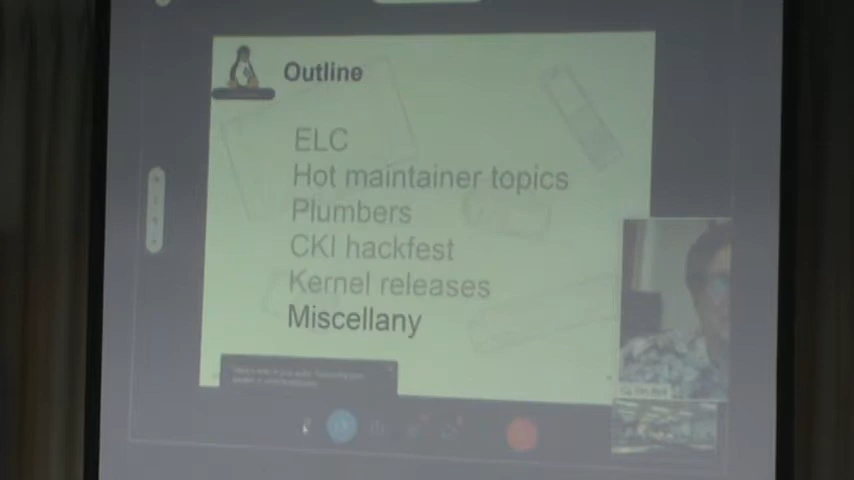 Outline
ELC
Hot maintainer topics
Plumbers
CKI hackfest
Kernel releases
Miscellany